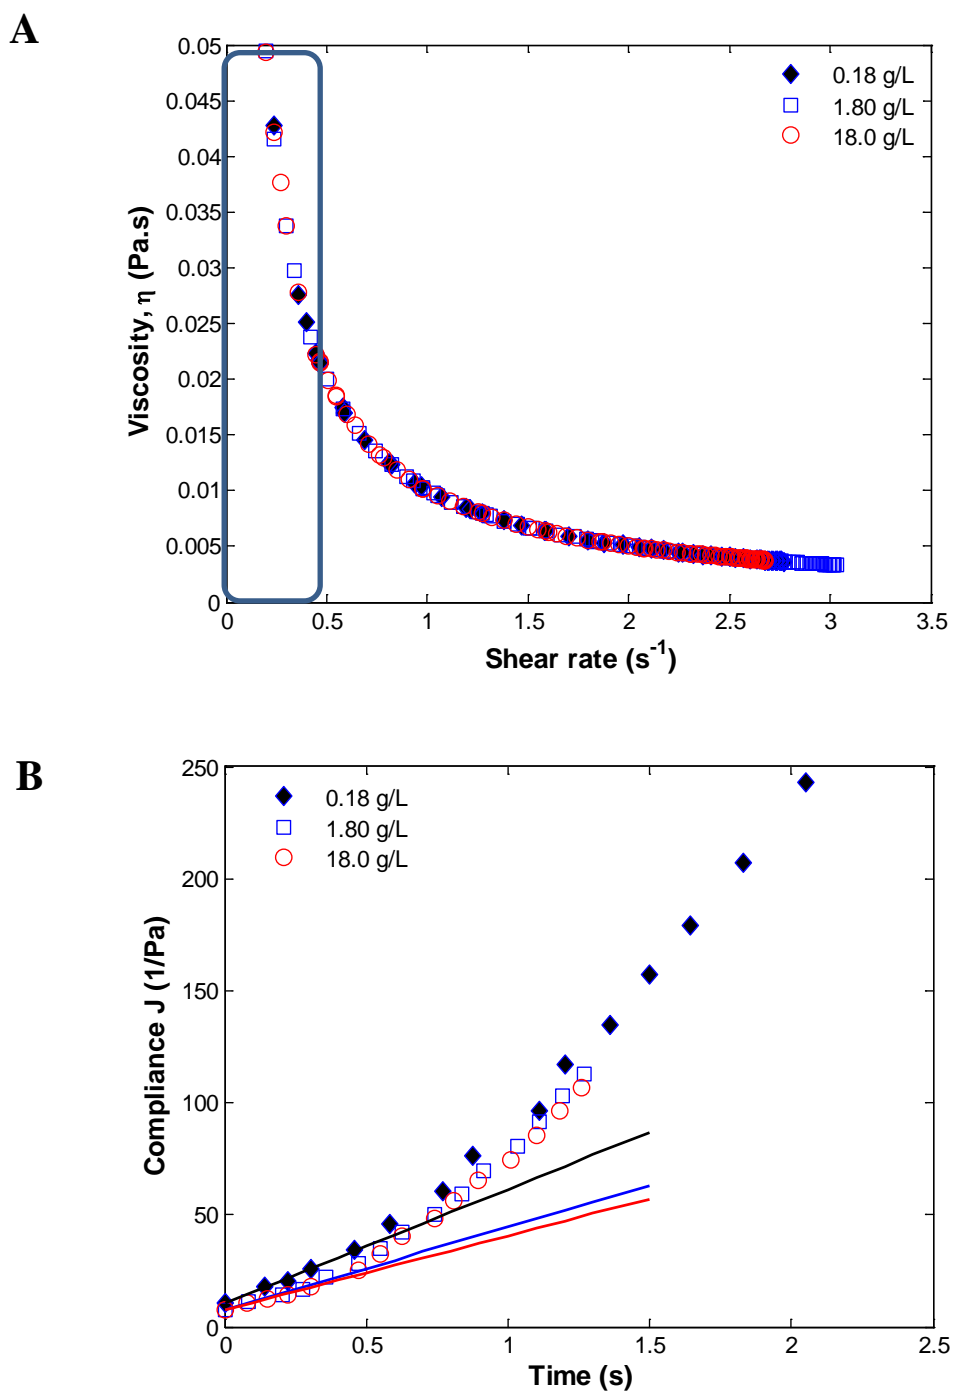 A
0.05
0.045
0.04
0.035
0.03
0.025
0.02
0.015
0.01
0.005
0
Viscosity, η (Pa.s)
0.18 g/L
1.80 g/L
18.0 g/L
0 0.5 1 1.5 2 2.5 3 3.5
Shear rate (s⁻¹)
B
250
200
150
100
50
0
Compliance J (1/Pa)
0.18 g/L
1.80 g/L
18.0 g/L
0 0.5 1 1.5 2 2.5
Time (s)